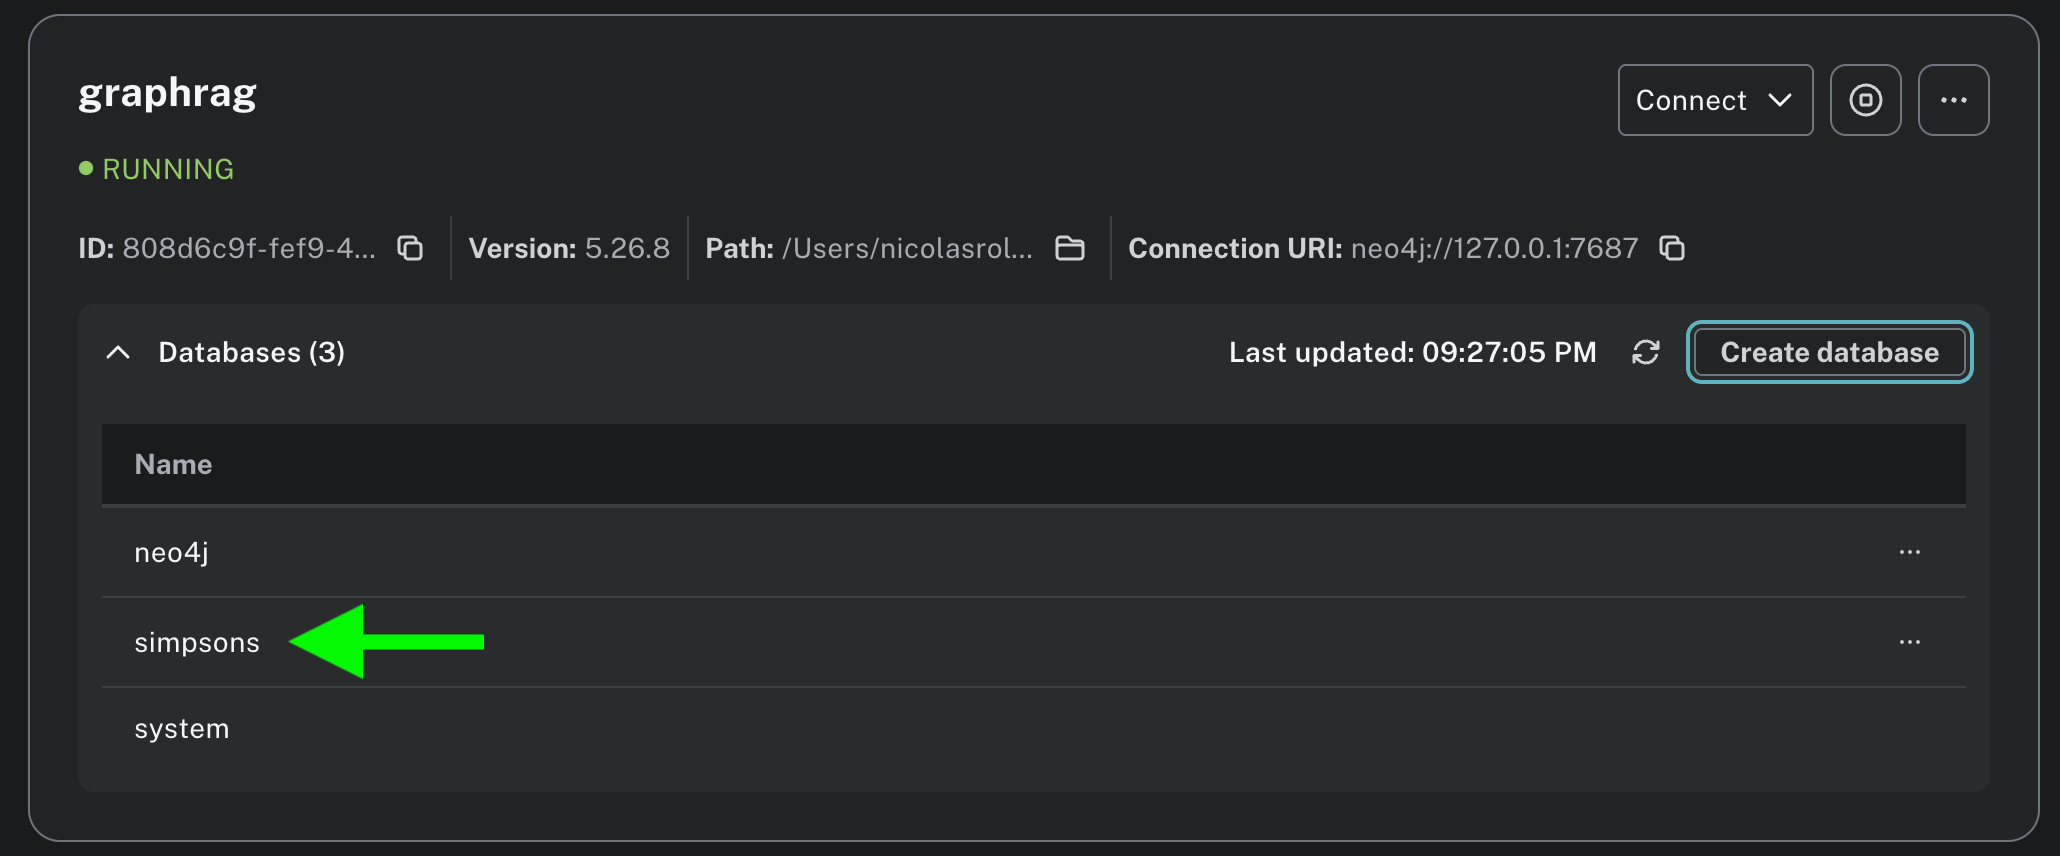 graphrag
Connect
RUNNING
ID: 808d6c9f-fef9-4... Version: 5.26.8 Path: /Users/nicolasrol... Connection URI: neo4j://127.0.0.1:7687
Databases (3) Last updated: 09:27:05 PM Create database
Name
neo4j
simpsons
system